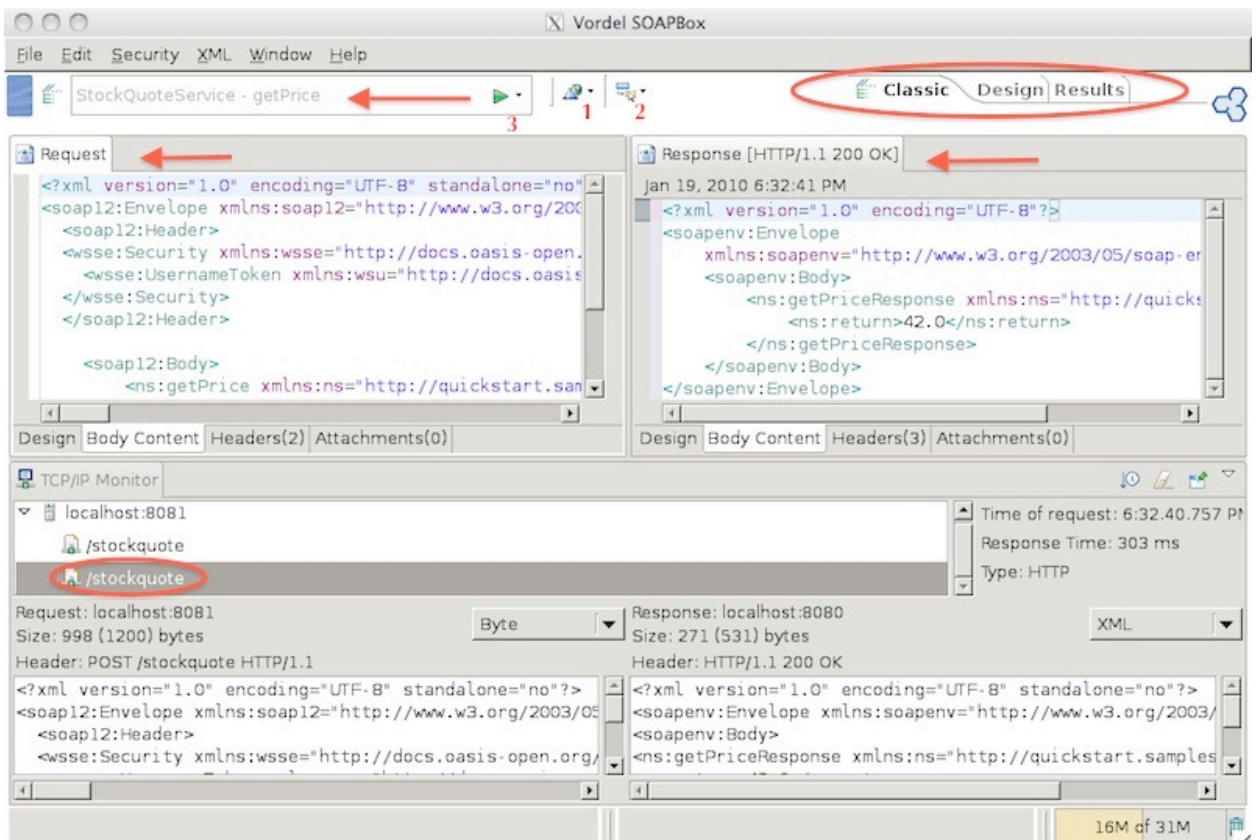 Vordel SOAPBox
File Edit Security XML Window Help
StockQuoteService - getPrice
3
1
2
Classic Design Results
Request
<?xml version="1.0" encoding="UTF-8" standalone="no"
<soap12:Envelope xmlns:soap12="http://www.w3.org/200
<soap12:Header>
<wsse:Security xmlns:wsse="http://docs.oasis-open.
<wsse:UsernameToken xmlns:wsu="http://docs.oasis
</wsse:Security>
</soap12:Header>
<soap12:Body>
<ns:getPrice xmlns:ns="http://quickstart.sam
Design Body Content Headers(2) Attachments(0)
Response [HTTP/1.1 200 OK]
Jan 19, 2010 6:32:41 PM
<?xml version="1.0" encoding="UTF-8"?>
<soapenv:Envelope
xmlns:soapenv="http://www.w3.org/2003/05/soap-en
<soapenv:Body>
<ns:getPriceResponse xmlns:ns="http://quicks
<ns:return>42.0</ns:return>
</ns:getPriceResponse>
</soapenv:Body>
</soapenv:Envelope>
Design Body Content Headers(3) Attachments(0)
TCP/IP Monitor
localhost:8081
/stockquote
/stockquote
Time of request: 6:32.40.757 PM
Response Time: 303 ms
Type: HTTP
Request: localhost:8081
Size: 998 (1200) bytes
Byte
Header: POST /stockquote HTTP/1.1
<?xml version="1.0" encoding="UTF-8" standalone="no"?>
<soap12:Envelope xmlns:soap12="http://www.w3.org/2003/05
<soap12:Header>
<wsse:Security xmlns:wsse="http://docs.oasis-open.org/
Response: localhost:8080
Size: 271 (531) bytes
XML
Header: HTTP/1.1 200 OK
<?xml version="1.0" encoding="UTF-8" standalone="no"?>
<soapenv:Envelope xmlns:soapenv="http://www.w3.org/2003/
<soapenv:Body>
<ns:getPriceResponse xmlns:ns="http://quickstart.samples
16M of 31M